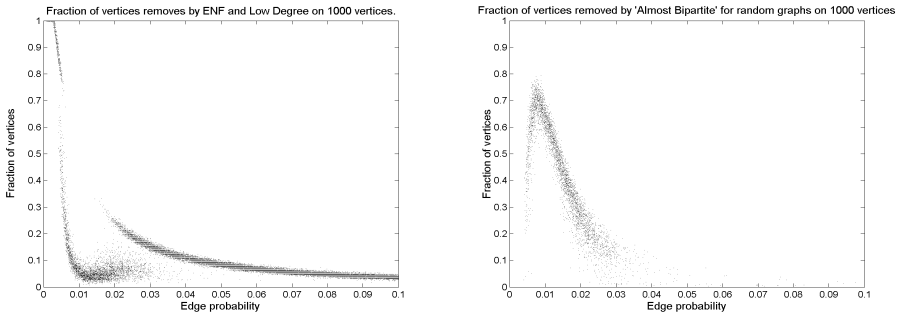 Fraction of vertices removes by ENF and Low Degree on 1000 vertices.
1
0.9
0.8
0.7
0.6
0.5
0.4
0.3
0.2
0.1
0
Fraction of vertices
0 0.01 0.02 0.03 0.04 0.05 0.06 0.07 0.08 0.09 0.1
Edge probability
Fraction of vertices removed by 'Almost Bipartite' for random graphs on 1000 vertices
1
0.9
0.8
0.7
0.6
0.5
0.4
0.3
0.2
0.1
0
Fraction of vertices
0 0.01 0.02 0.03 0.04 0.05 0.06 0.07 0.08 0.09 0.1
Edge probability